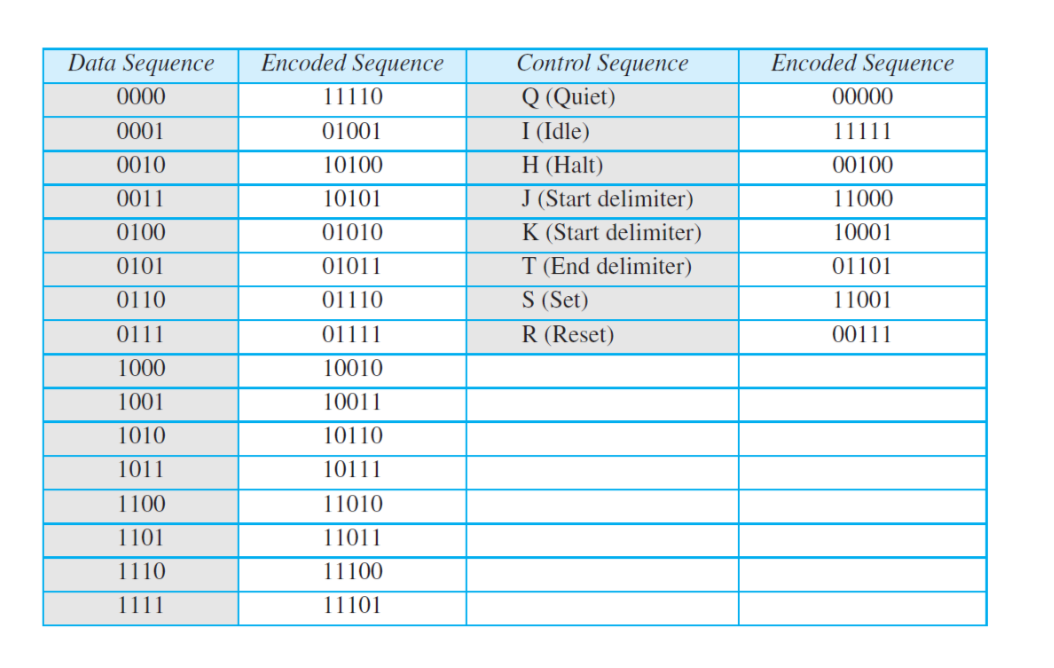 Data Sequence Encoded Sequence Control Sequence Encoded Sequence
0000 11110 Q (Quiet) 00000
0001 01001 I (Idle) 11111
0010 10100 H (Halt) 00100
0011 10101 J (Start delimiter) 11000
0100 01010 K (Start delimiter) 10001
0101 01011 T (End delimiter) 01101
0110 01110 S (Set) 11001
0111 01111 R (Reset) 00111
1000 10010
1001 10011
1010 10110
1011 10111
1100 11010
1101 11011
1110 11100
1111 11101